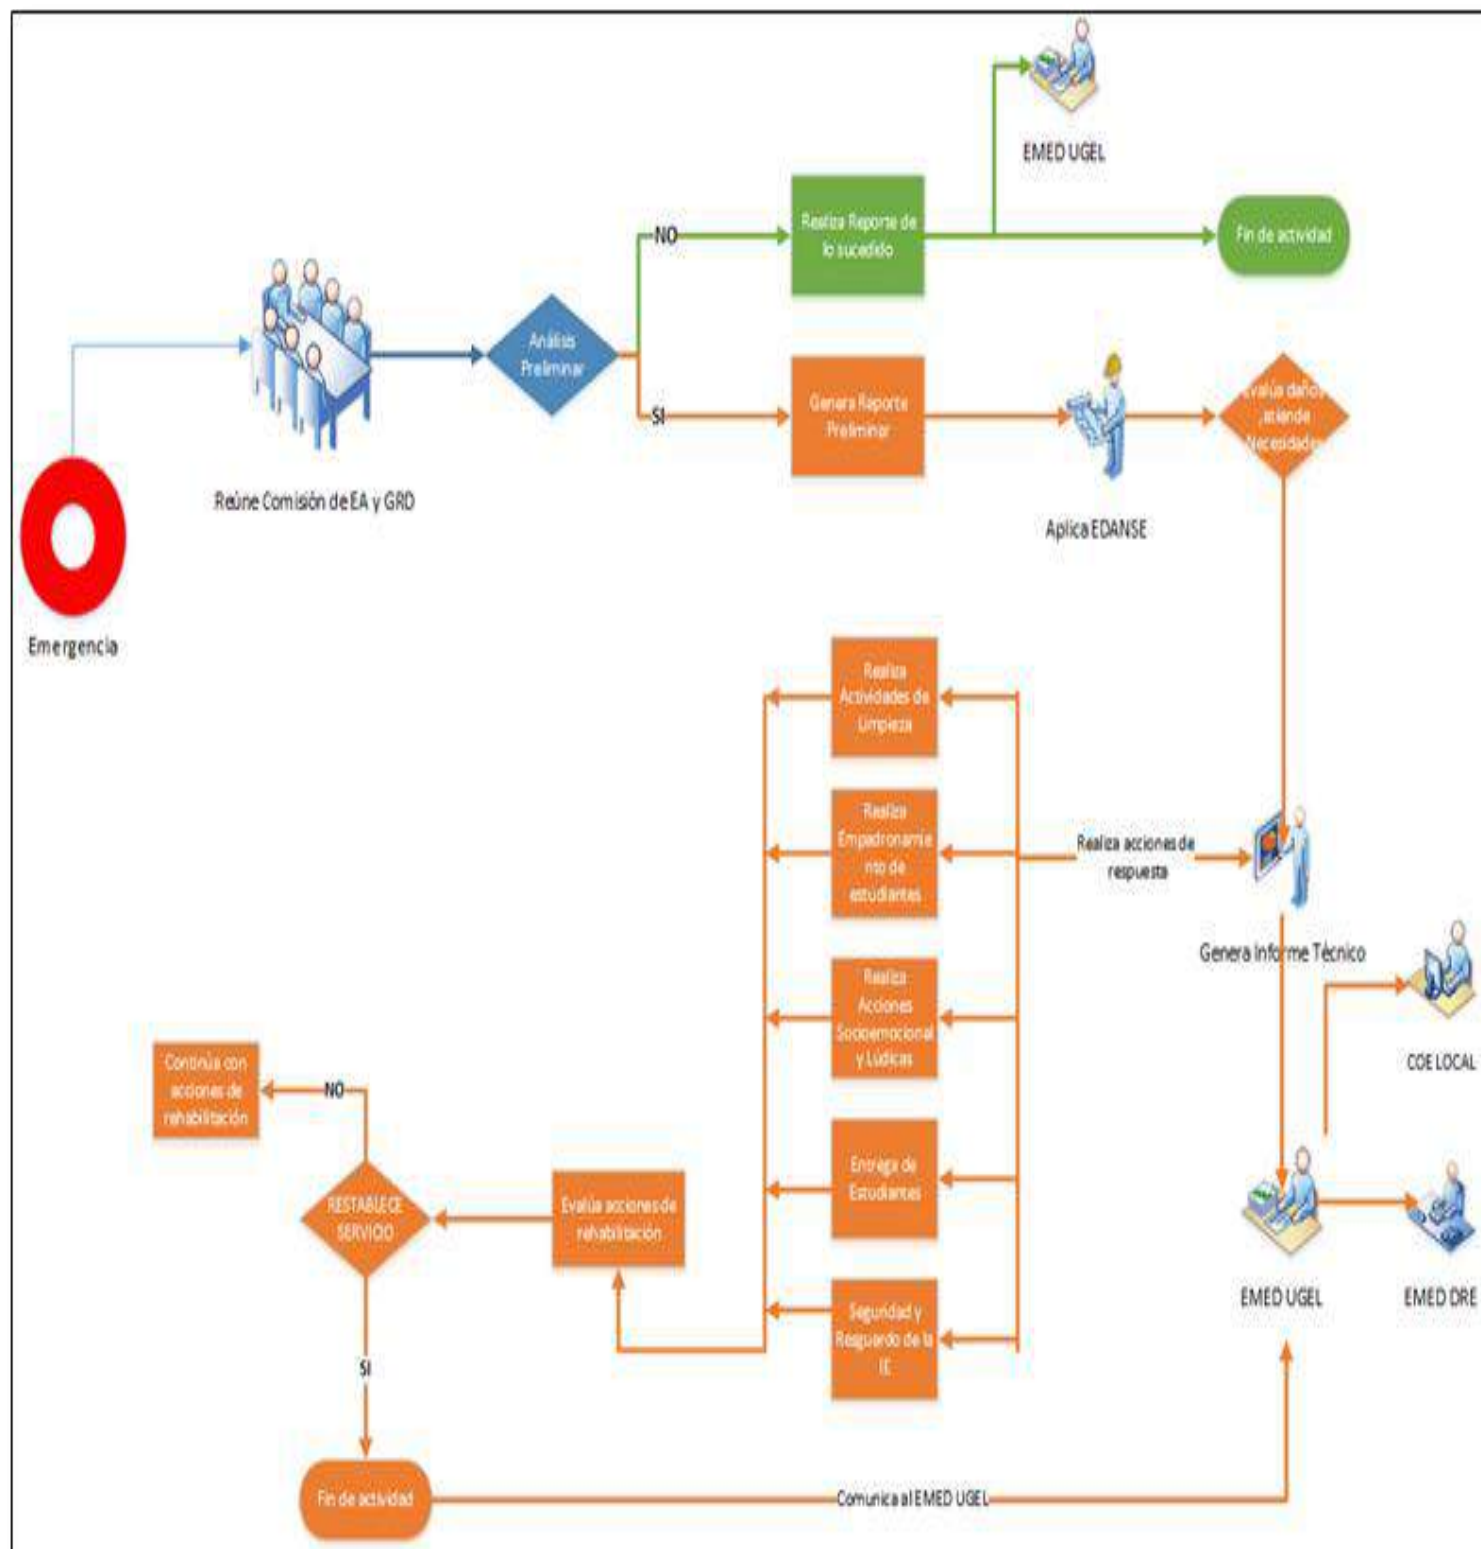 EMED UGEL
NO
Realiza Reporte de
lo sucedido
Fin de actividad
Análisis
Preliminar
SI
Genera Reporte
Preliminar
Evalúa daños
,atiende
Necesidades
Reúne Comisión de EA y GRD
Aplica EDANSE
Emergencia
Realiza
Actividades de
Limpieza
Realiza
Empadronamie
nto de
estudiantes
Realiza acciones de
respuesta
Genera Informe Técnico
Realiza
Acciones
Socioemocional
y Lúdicas
COE LOCAL
Continúa con
acciones de
rehabilitación
NO
Entrega de
Estudiantes
RESTABLECE
SERVICIO
Evalúa acciones de
rehabilitación
Seguridad y
Resguardo de la
IE
EMED UGEL
EMED DRE
SI
Fin de actividad
Comunica al EMED UGEL